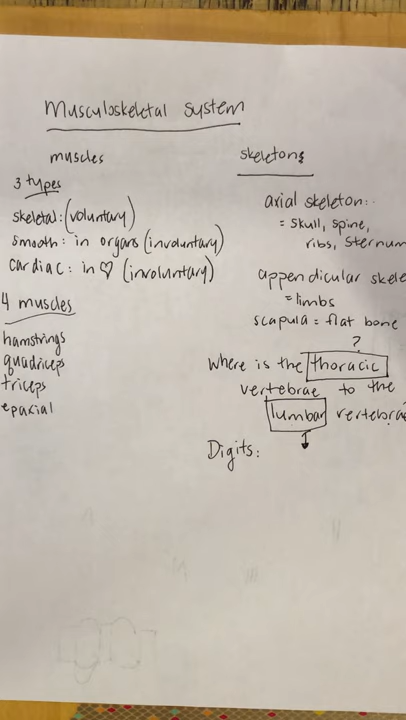 Musculoskeletal system
muscles
3 types
skeletal: (voluntary)
smooth: in organs (involuntary)
cardiac: in ♡ (involuntary)
4 muscles
hamstrings
quadriceps
triceps
epaxial
skeletons
axial skeleton:
= skull, spine,
ribs, sternum
appendicular skele
= limbs
scapula = flat bone
?
where is the thoracic
vertebrae to the
lumbar vertebrae
Digits: